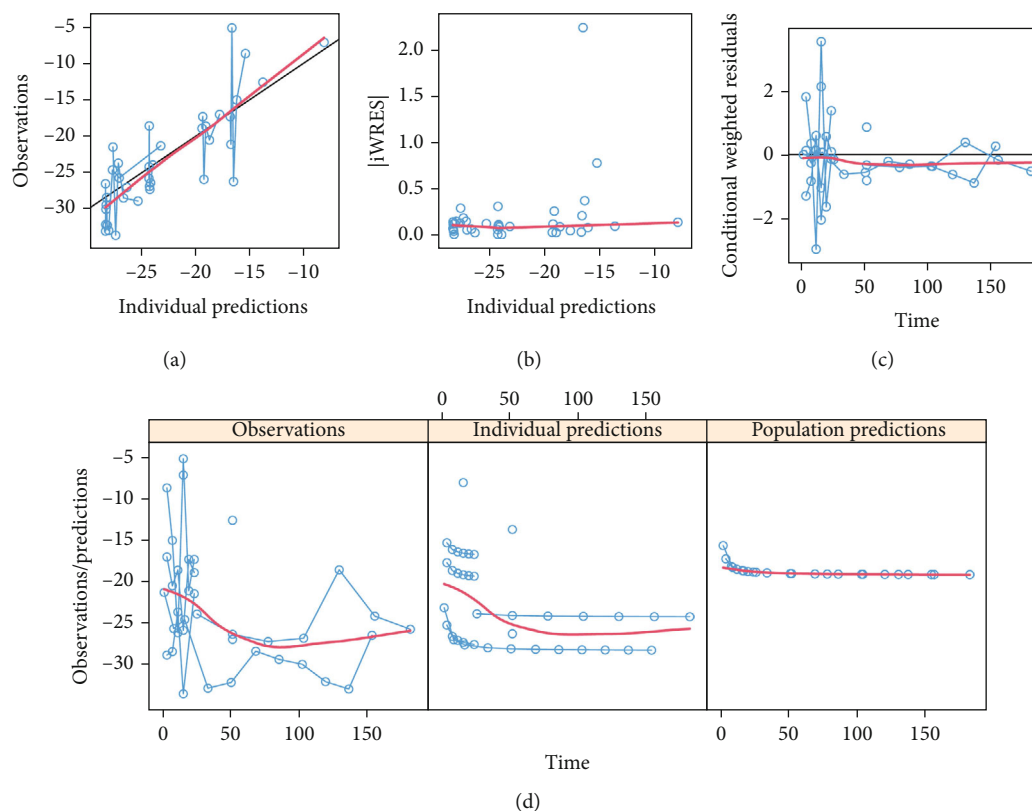 Observations
−5
−10
−15
−20
−25
−30
−25
−20
−15
−10
Individual predictions
(a)
|iWRES|
2.0
1.5
1.0
0.5
0.0
−25
−20
−15
−10
Individual predictions
(b)
Conditional weighted residuals
2
0
−2
0
50
100
150
Time
(c)
0
50
100
150
Observations
Individual predictions
Population predictions
Observations/predictions
−5
−10
−15
−20
−25
−30
0
50
100
150
0
50
100
150
Time
(d)